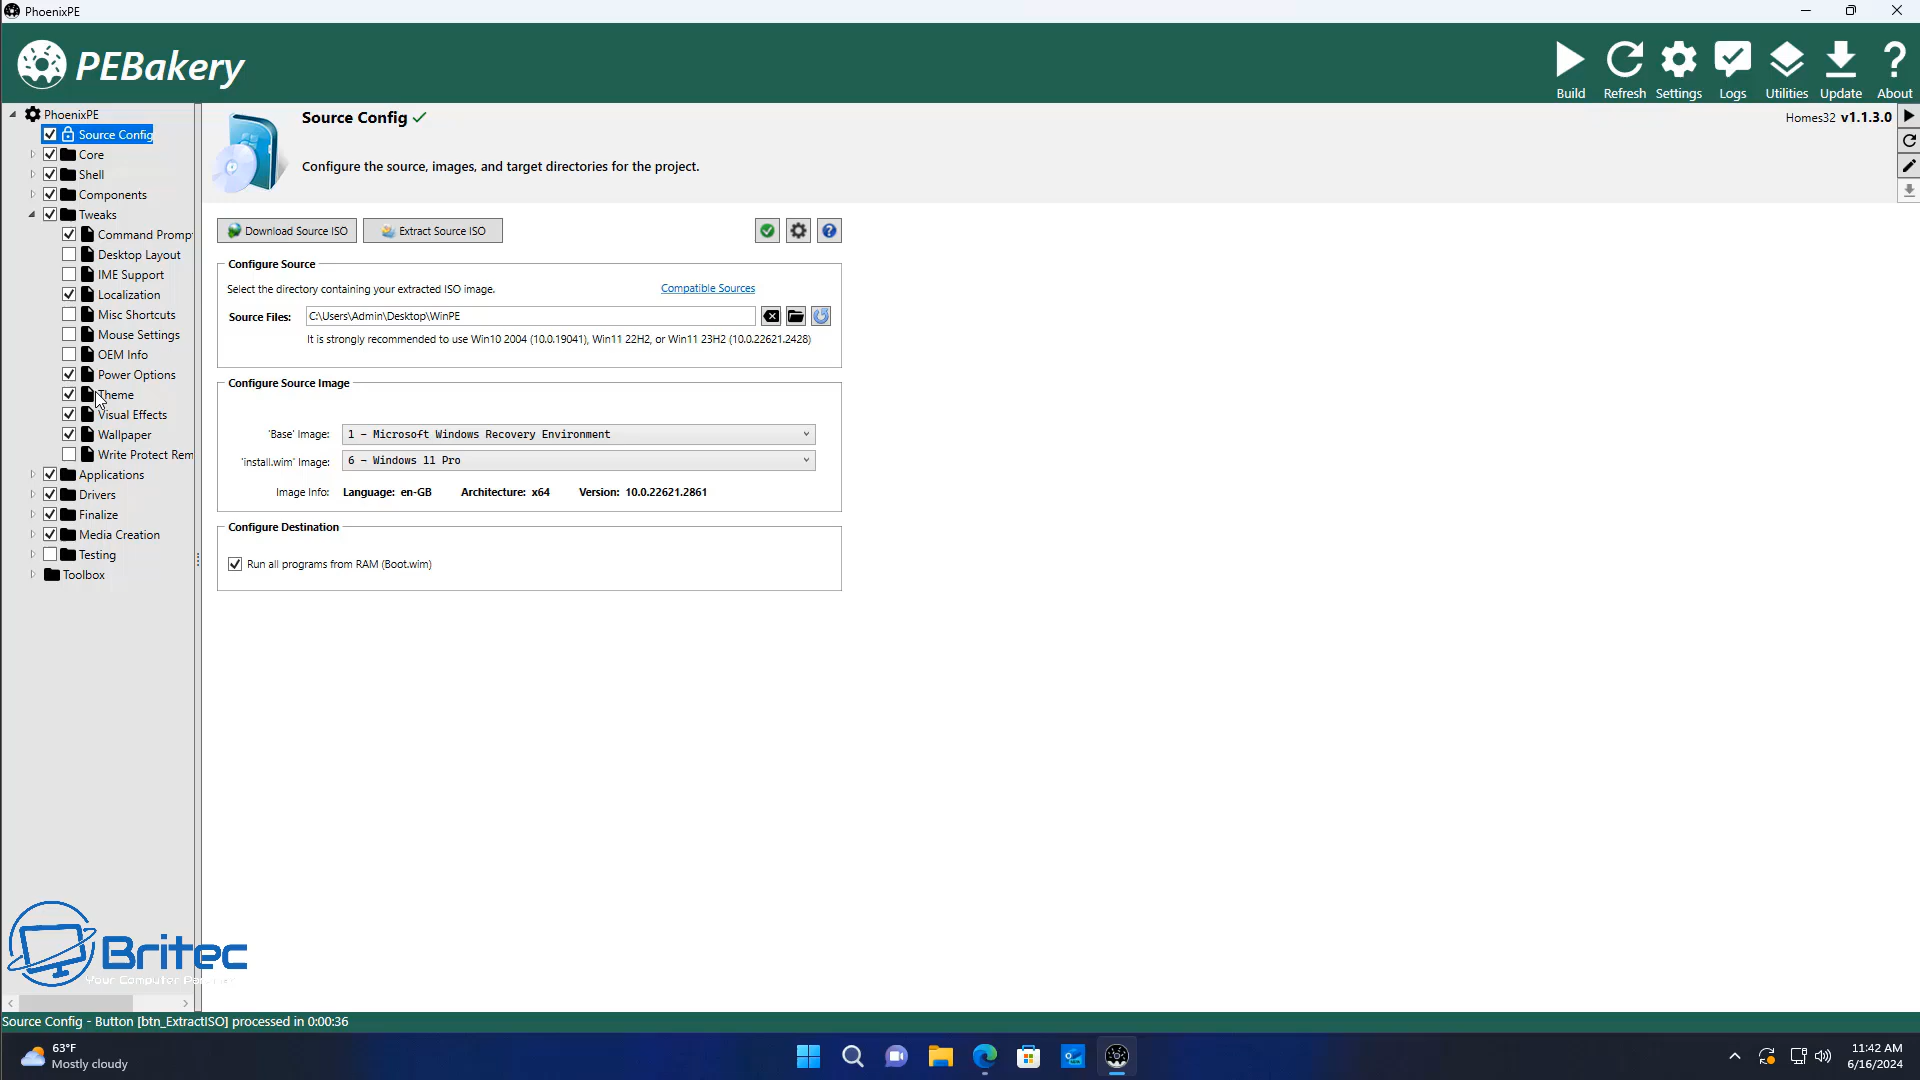 PhoenixPE
PEBakery
Build
Refresh
Settings
Logs
Utilities
Update
About
PhoenixPE
Source Config
Core
Shell
Components
Tweaks
Command Promp
Desktop Layout
IME Support
Localization
Misc Shortcuts
Mouse Settings
OEM Info
Power Options
Theme
Visual Effects
Wallpaper
Write Protect Rem
Applications
Drivers
Finalize
Media Creation
Testing
Toolbox
Source Config
Homes32 v1.1.3.0
Configure the source, images, and target directories for the project.
Download Source ISO
Extract Source ISO
Configure Source
Select the directory containing your extracted ISO image.
Compatible Sources
Source Files: C:\Users\Admin\Desktop\WinPE
It is strongly recommended to use Win10 2004 (10.0.19041), Win11 22H2, or Win11 23H2 (10.0.22621.2428)
Configure Source Image
'Base' Image: 1 - Microsoft Windows Recovery Environment
'install.wim' Image: 6 - Windows 11 Pro
Image Info: Language: en-GB Architecture: x64 Version: 10.0.22621.2861
Configure Destination
Run all programs from RAM (Boot.wim)
Britec
Your Computer
Source Config - Button [btn_ExtractISO] processed in 0:00:36
63°F
Mostly cloudy
11:42 AM
6/16/2024